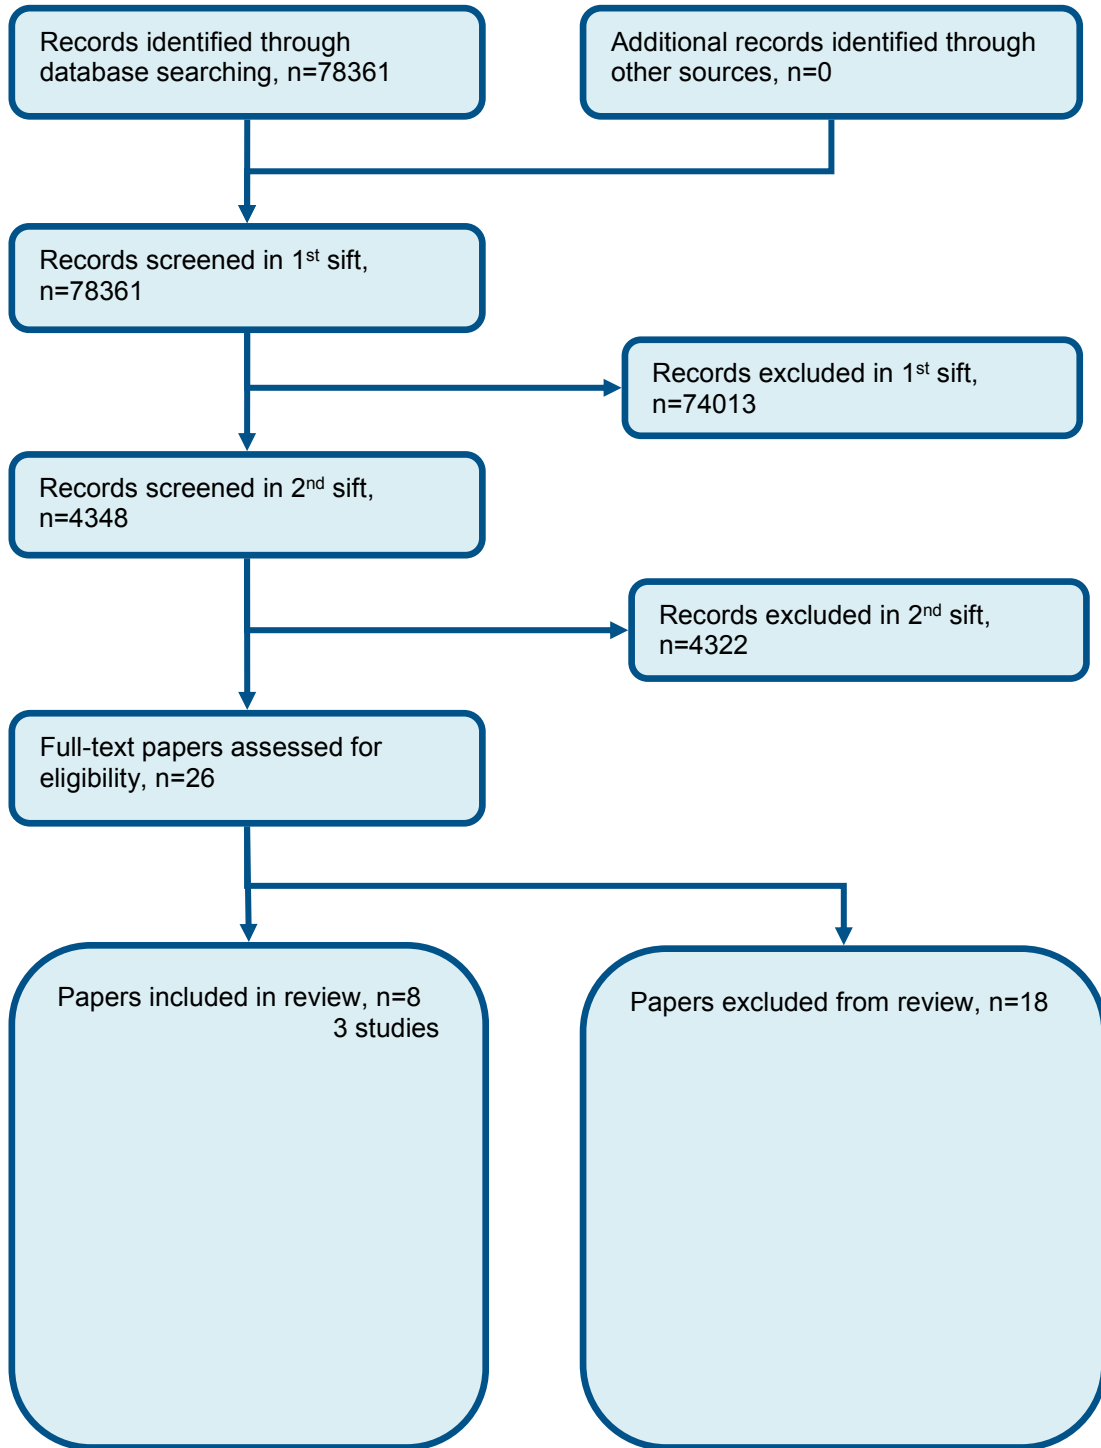 Records identified through
database searching, n=78361
Additional records identified through
other sources, n=0
Records screened in 1st sift,
n=78361
Records excluded in 1st sift,
n=74013
Records screened in 2nd sift,
n=4348
Records excluded in 2nd sift,
n=4322
Full-text papers assessed for
eligibility, n=26
Papers included in review, n=8
3 studies
Papers excluded from review, n=18